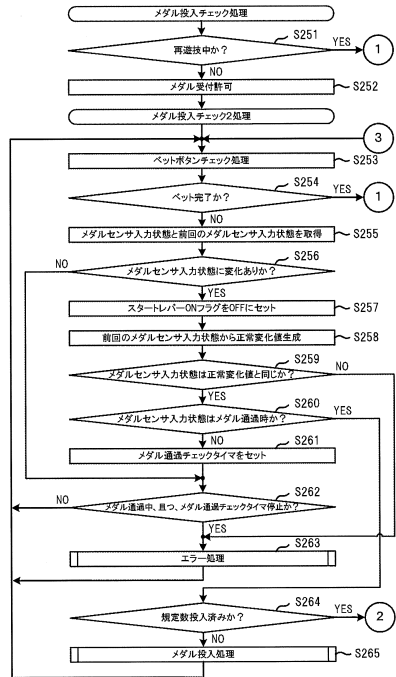 メダル投入チェック処理
S251
再遊技中か?
YES
1
NO
メダル受付許可
S252
メダル投入チェック2処理
3
ベットボタンチェック処理
S253
S254
ベット完了か?
YES
1
NO
メダルセンサ入力状態と前回のメダルセンサ入力状態を取得
S255
S256
NO
メダルセンサ入力状態に変化ありか?
YES
スタートレバーONフラグをOFFにセット
S257
前回のメダルセンサ入力状態から正常変化値生成
S258
S259
メダルセンサ入力状態は正常変化値と同じか?
NO
YES
S260
メダルセンサ入力状態はメダル通過時か?
YES
NO
S261
メダル通過チェックタイマをセット
S262
NO
メダル通過中、且つ、メダル通過チェックタイマ停止か?
YES
S263
エラー処理
S264
規定数投入済みか?
YES
2
NO
メダル投入処理
S265